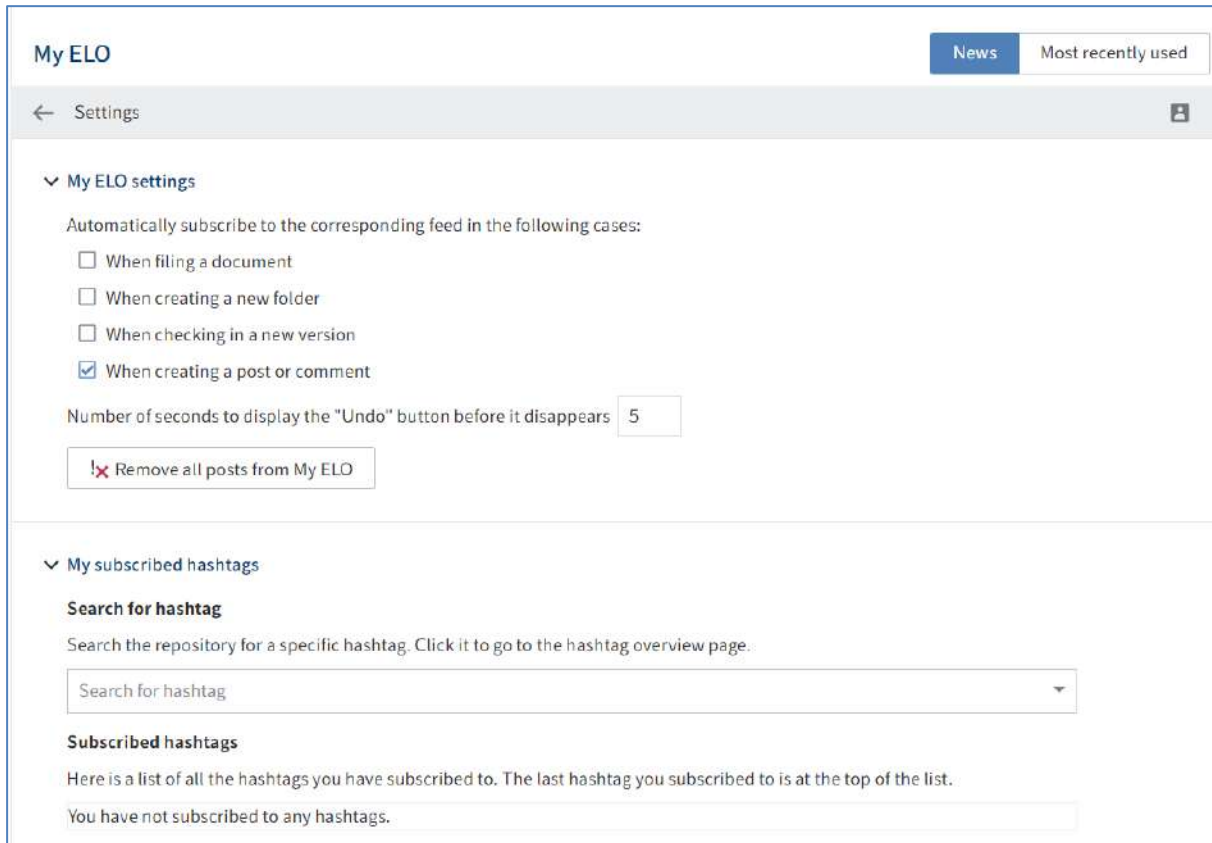 My ELO
News
Most recently used
Settings
My ELO settings
Automatically subscribe to the corresponding feed in the following cases:
When filing a document
When creating a new folder
When checking in a new version
When creating a post or comment
Number of seconds to display the "Undo" button before it disappears 5
Remove all posts from My ELO
My subscribed hashtags
Search for hashtag
Search the repository for a specific hashtag. Click it to go to the hashtag overview page.
Search for hashtag
Subscribed hashtags
Here is a list of all the hashtags you have subscribed to. The last hashtag you subscribed to is at the top of the list.
You have not subscribed to any hashtags.